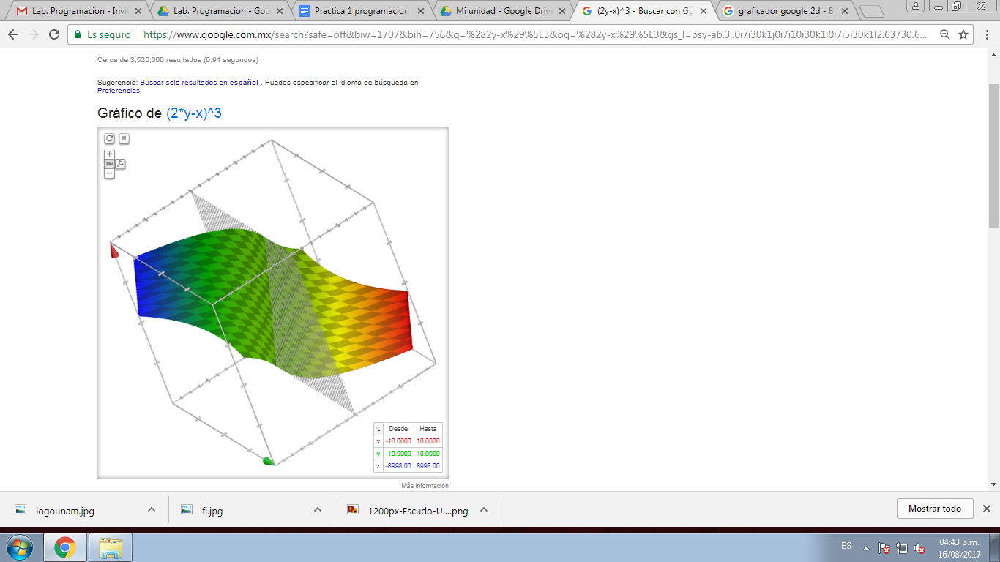 Lab. Programacion - Invit
Lab. Programacion - Goo
Practica 1 programacion
Mi unidad - Google Drive
(2y-x)^3 - Buscar con Go
graficador google 2d - B
Es seguro https://www.google.com.mx/search?safe=off&biw=1707&bih=756&q=%282y-x%29%5E3&oq=%282y-x%29%5E3&gs_l=psy-ab.3..0i7i30k1j0i7i10i30k1j0i7i5i30k1l2.63730.6...
Cerca de 3,520,000 resultados (0.91 segundos)
Sugerencia: Buscar solo resultados en español . Puedes especificar el idioma de búsqueda en
Preferencias
Gráfico de (2*y-x)^3
Desde Hasta
x -10.0000 10.0000
y -10.0000 10.0000
z -8998.06 8998.06
Más información
logounam.jpg
fi.jpg
1200px-Escudo-U....png
Mostrar todo
ES
04:43 p.m.
16/08/2017